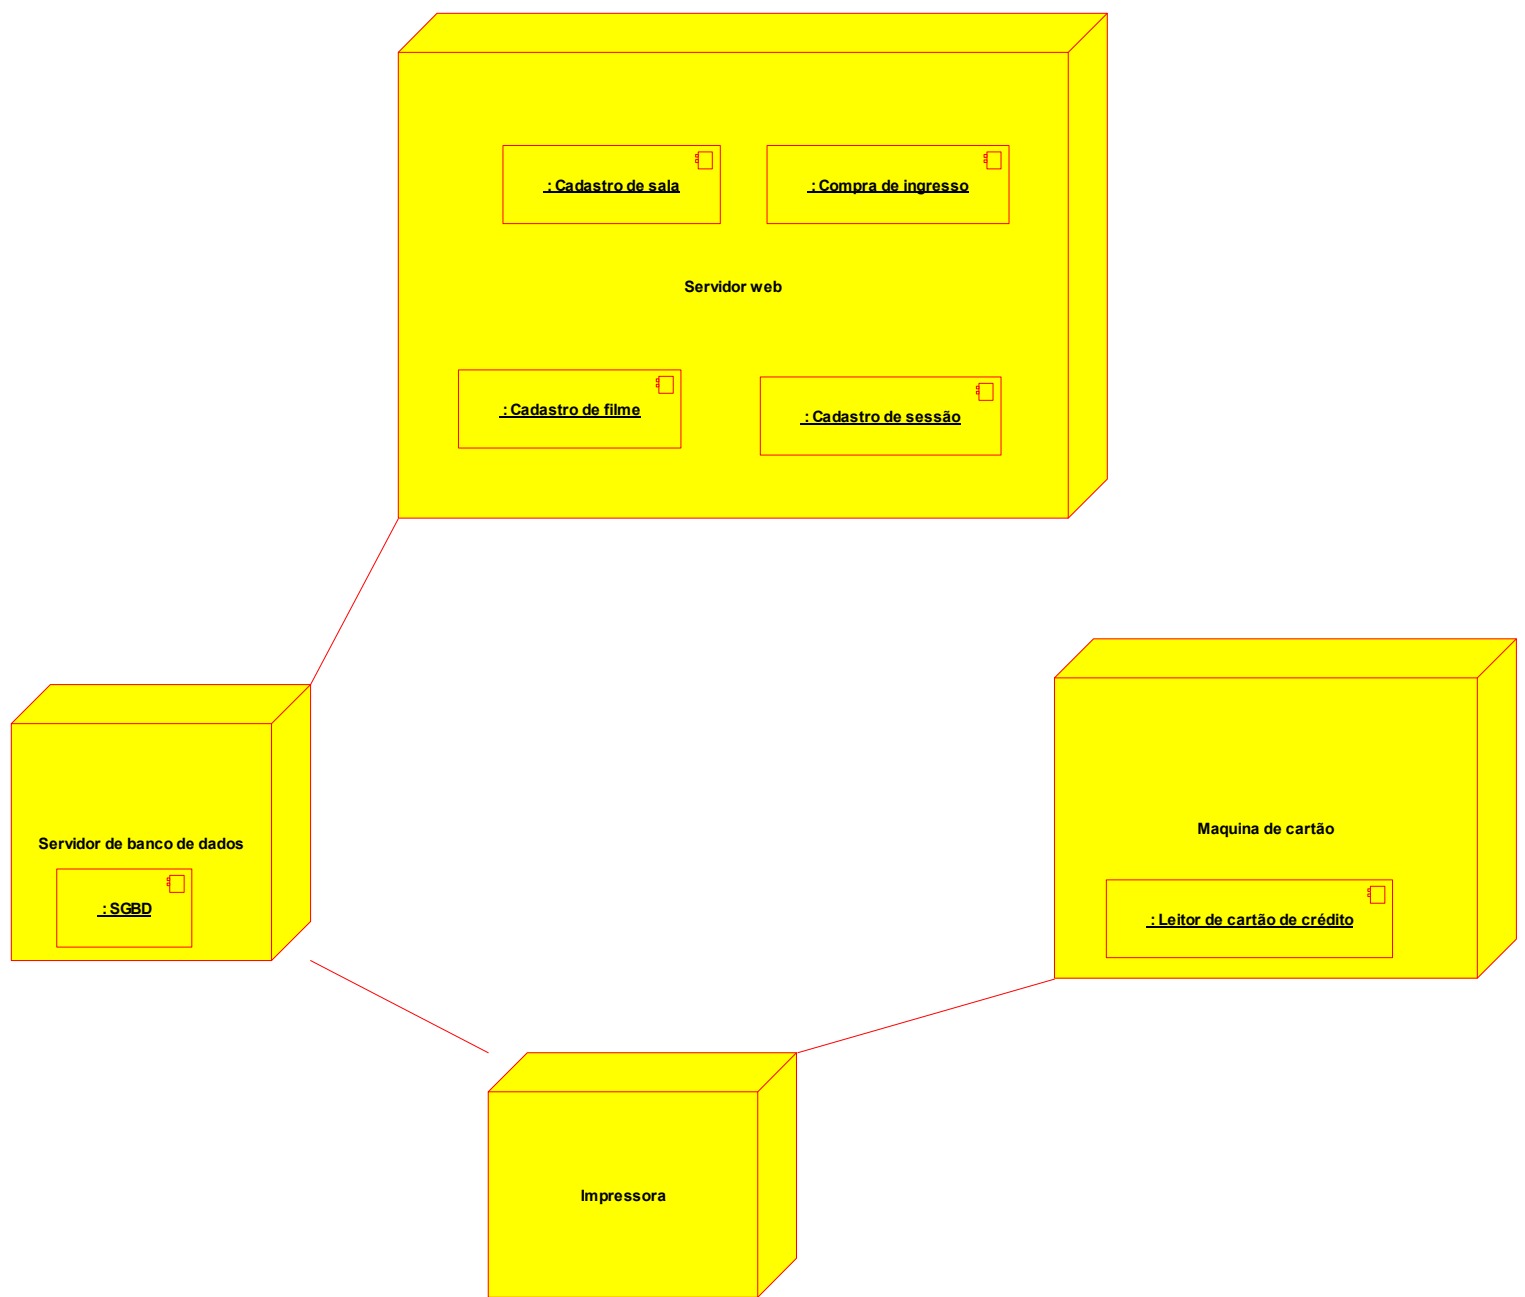 : Cadastro de sala
: Compra de ingresso
Servidor web
: Cadastro de filme
: Cadastro de sessão
Servidor de banco de dados
: SGBD
Maquina de cartão
: Leitor de cartão de crédito
Impressora